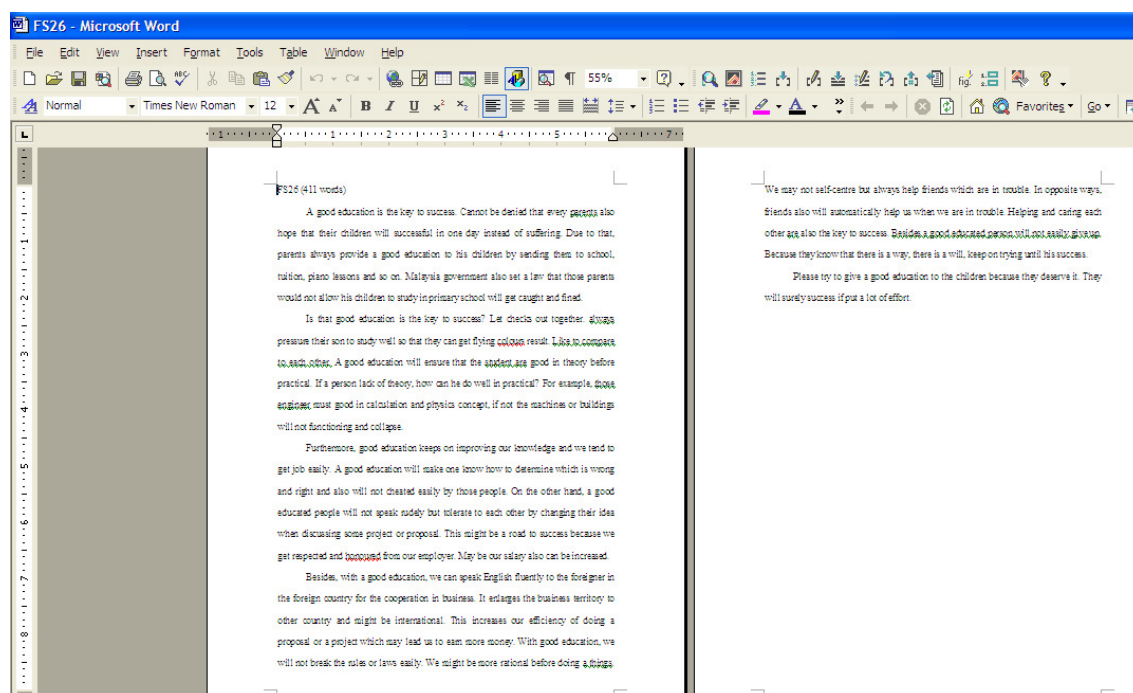 FS26 - Microsoft Word
File Edit View Insert Format Tools Table Window Help
55%
fig
Favorites Go
Normal Times New Roman 12 A A B I U x² x₂ A
L 1 1 2 3 4 5 7
FS26 (411 words)
A good education is the key to success. Cannot be denied that every parents also
hope that their children will successful in one day instead of suffering. Due to that,
parents always provide a good education to his children by sending them to school,
tuition, piano lessons and so on. Malaysia government also set a law that those parents
would not allow his children to study in primary school will get caught and fined.
Is that good education is the key to success? Let checks out together. always
pressure their son to study well so that they can get flying colours result. Like to compare
to each other. A good education will ensure that the student are good in theory before
practical. If a person lack of theory, how can he do well in practical? For example, those
engineer must good in calculation and physics concept, if not the machines or buildings
will not functioning and collapse.
Furthermore, good education keeps on improving our knowledge and we tend to
get job easily. A good education will make one know how to determine which is wrong
and right and also will not cheated easily by those people. On the other hand, a good
educated people will not speak rudely but tolerate to each other by changing their idea
when discussing some project or proposal. This might be a road to success because we
get respected and honoured from our employer. May be our salary also can be increased.
Besides, with a good education, we can speak English fluently to the foreigner in
the foreign country for the cooperation in business. It enlarges the business territory to
other country and might be international. This increases our efficiency of doing a
proposal or a project which may lead us to earn more money. With good education, we
will not break the rules or laws easily. We might be more rational before doing a things.
We may not self-centre but always help friends which are in trouble. In opposite ways,
friends also will automatically help us when we are in trouble. Helping and caring each
other are also the key to success. Besides a good educated person will not easily give up.
Because they know that there is a way, there is a will, keep on trying until his success.
Please try to give a good education to the children because they deserve it. They
will surely success if put a lot of effort.
1
2
3
4
5
6
7
8